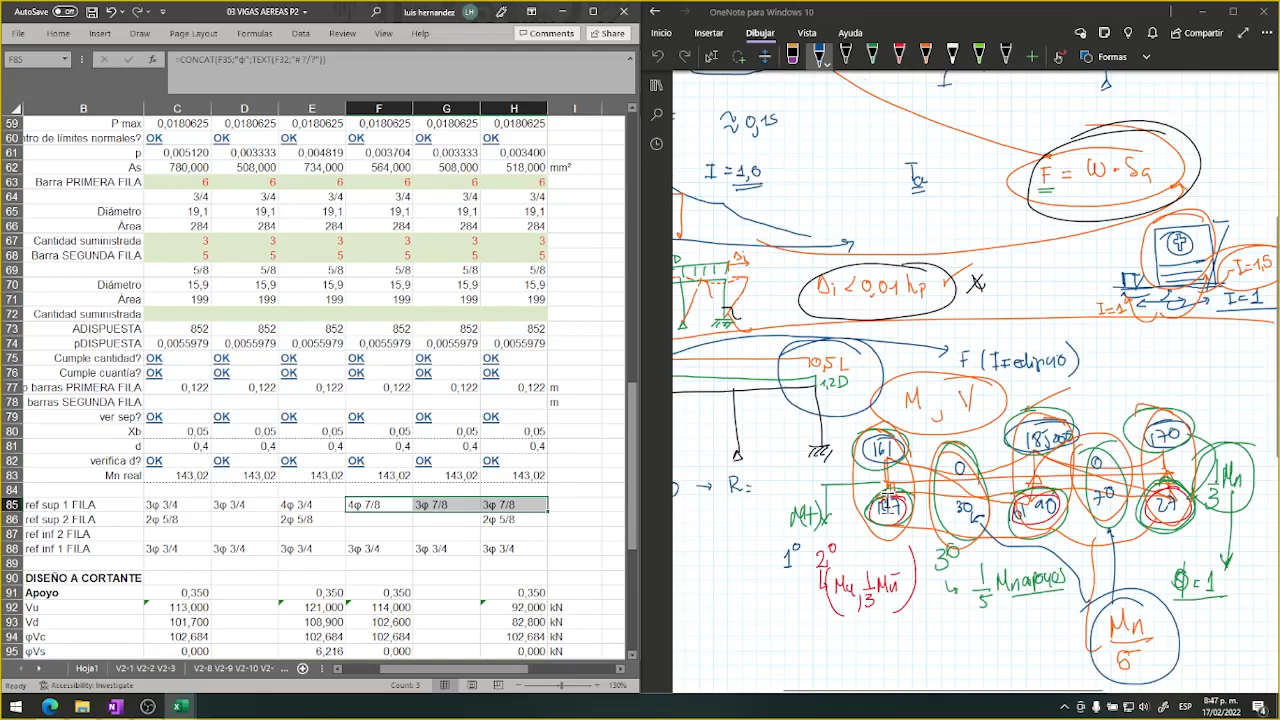 AutoSave Off 03 VIGAS AEREAS P2 luis hernandez LH
File Home Insert Draw Page Layout Formulas Data Review View Help Comments Share
F85 =CONCAT(F35;"φ";TEXT(F32;"# ?/?"))
B C D E F G H I
59 P max 0,0180625 0,0180625 0,0180625 0,0180625 0,0180625 0,0180625
60 ntro de límites normales? OK OK OK OK OK OK
61 p 0,005120 0,003333 0,004819 0,003704 0,003333 0,003400
62 As 780,000 508,000 734,000 564,000 508,000 518,000 mm²
63 Barra PRIMERA FILA 6 6 6 6 6 6
64 3/4 3/4 3/4 3/4 3/4 3/4
65 Diámetro 19,1 19,1 19,1 19,1 19,1 19,1
66 Área 284 284 284 284 284 284
67 Cantidad suministrada 3 3 3 3 3 3
68 Barra SEGUNDA FILA 5 5 5 5 5 5
69 5/8 5/8 5/8 5/8 5/8 5/8
70 Diámetro 15,9 15,9 15,9 15,9 15,9 15,9
71 Área 199 199 199 199 199 199
72 Cantidad suministrada
73 ADISPUESTA 852 852 852 852 852 852
74 pDISPUESTA 0,0055979 0,0055979 0,0055979 0,0055979 0,0055979 0,0055979
75 Cumple cantidad? OK OK OK OK OK OK
76 Cumple cuantía? OK OK OK OK OK OK
77 o barras PRIMERA FILA 0,122 0,122 0,122 0,122 0,122 0,122 m
78 barras SEGUNDA FILA m
79 ver sep? OK OK OK OK OK OK
80 Xb 0,05 0,05 0,05 0,05 0,05 0,05
81 d 0,4 0,4 0,4 0,4 0,4 0,4
82 verifica d? OK OK OK OK OK OK
83 Mn real 143,02 143,02 143,02 143,02 143,02
84
85 ref sup 1 FILA 4φ 3/4 3φ 3/4 4φ 3/4 4φ 7/8 3φ 7/8 3φ 7/8
86 ref sup 2 FILA 2φ 5/8 2φ 5/8 2φ 5/8
87 ref inf 2 FILA
88 ref inf 1 FILA 3φ 3/4 3φ 3/4 3φ 3/4 3φ 3/4 3φ 3/4
89
90 DISEÑO A CORTANTE
91 Apoyo ,050 0,350 0,350 0,350
92 Vu 113,000 121,000 114,000 92,000 kN
93 Vd 101,700 108,900 102,600 82,800 kN
94 φVc 102,684 102,684 102,684 102,684 kN
95 φVs 0,000 6,216 0,000 0,000 kN
Hoja1 V2-1 V2-2 V2-3 V2-8 V2-9 V2-10 V2- ...
Ready Accessibility: Investigate Count: 3 130%
OneNote para Windows 10
Inicio Insertar Dibujar Vista Ayuda Compartir
Formas
≈ 0,15
I = 1,0
Ta
F = W · Sa
Δi
Δi < 0,01 hp
I=1
I=1,5
I=1
0,5L
1,2D
M, V
→ R=
161 0 0 170
30 90 70 27
1/3 Mn
1° 2° 3°
Mu, 1/3 Mn
1/5 Mn apoyos
φ = 1
ESP 8:47 p. m.
17/02/2022